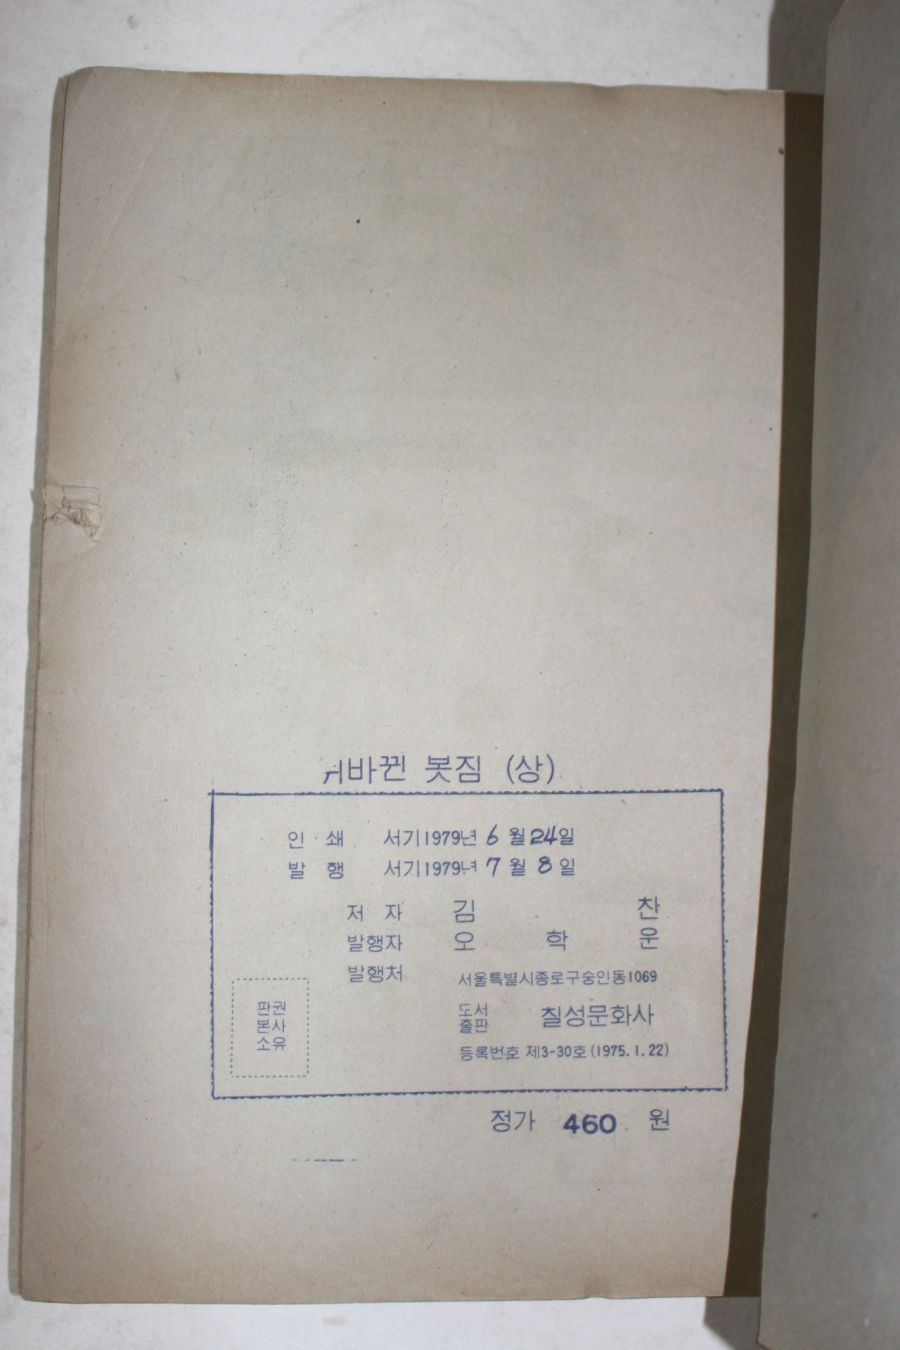 뒤바뀐 봇짐 (상)
인 쇄 서기1979년 6월24일
발 행 서기1979년 7월 8일
저 자 김 찬
발행자 오 학 운
발행처 서울특별시종로구숭인동1069
도서출판 칠성문화사
등록번호 제3-30호 (1975. 1. 22)
판권
본사
소유
정가 460 원